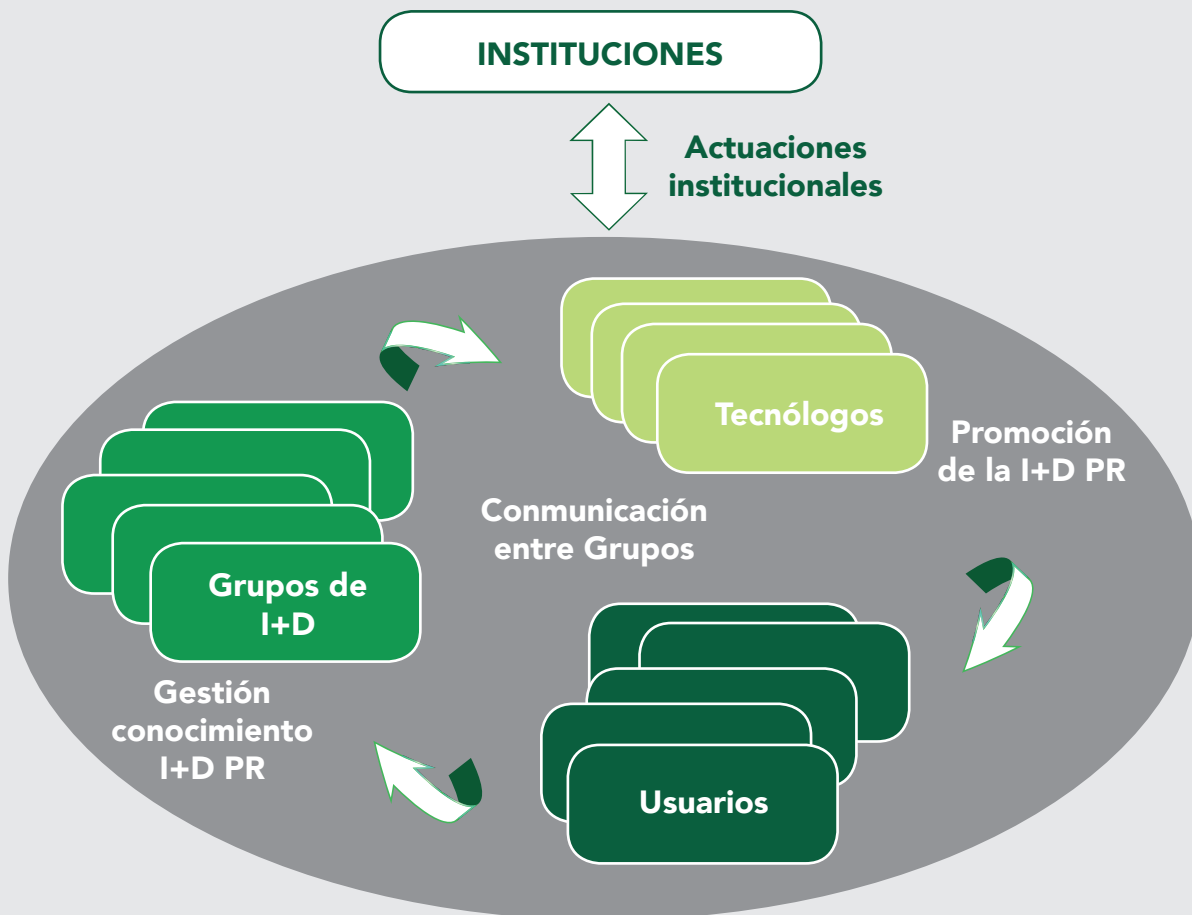 INSTITUCIONES
Actuaciones
institucionales
Tecnólogos
Promoción
de la I+D PR
Conmunicación
entre Grupos
Grupos de
I+D
Gestión
conocimiento
I+D PR
Usuarios